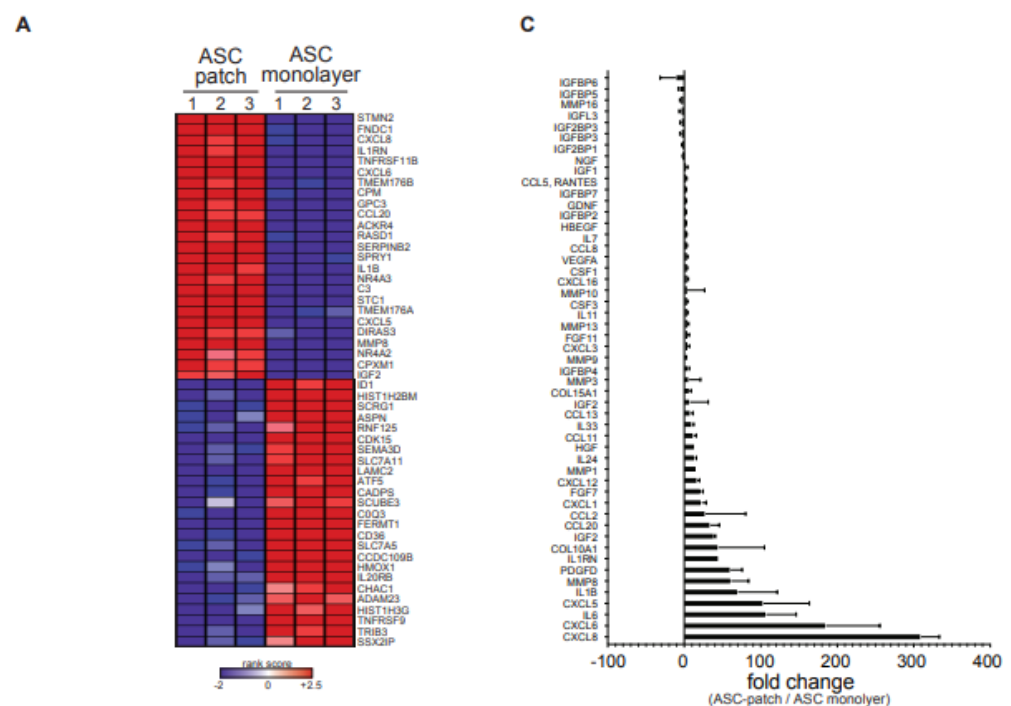 A
C
ASC
patch
ASC
monolayer
1 2 3 1 2 3
STMN2
FNDC1
CXCL8
IL1RN
TNFRSF11B
CXCL6
TMEM176B
CPM
GPC3
CCL20
ACKR4
RASD1
SERPINB2
SPRY1
IL1B
NR4A3
C3
STC1
TMEM176A
CXCL5
DIRAS3
MMP8
NR4A2
CPXM1
IGF2
ID1
HIST1H2BM
SCRG1
ASPN
RNF125
CDK15
SEMA3D
SLC7A11
LAMC2
ATF5
CADPS
SCUBE3
C0Q3
FERMT1
CD36
SLC7A5
CCDC109B
HMOX1
IL20RB
CHAC1
ADAM23
HIST1H3G
TNFRSF9
TRIB3
SSX2IP
rank score
-2 0 +2.5
IGFBP6
IGFBP5
MMP16
IGFL3
IGF2BP3
IGFBP3
IGF2BP1
NGF
IGF1
CCL5, RANTES
IGFBP7
GDNF
IGFBP2
HBEGF
IL7
CCL8
VEGFA
CSF1
CXCL16
MMP10
CSF3
IL11
MMP13
FGF11
CXCL3
MMP9
IGFBP4
MMP3
COL15A1
IGF2
CCL13
IL33
CCL11
HGF
IL24
MMP1
CXCL12
FGF7
CXCL1
CCL2
CCL20
IGF2
COL10A1
IL1RN
PDGFD
MMP8
IL1B
CXCL5
IL6
CXCL6
CXCL8
-100 0 100 200 300 400
fold change
(ASC-patch / ASC monolyer)